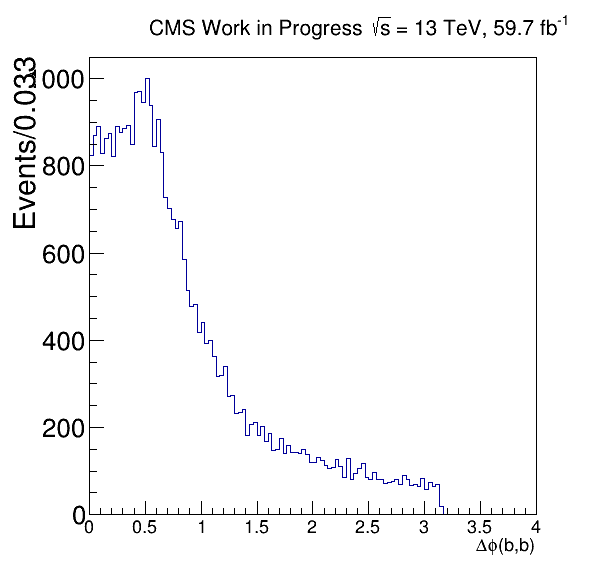 CMS Work in Progress √s = 13 TeV, 59.7 fb⁻¹
Events/0.033
1000
800
600
400
200
0
0 0.5 1 1.5 2 2.5 3 3.5 4
Δϕ(b,b)